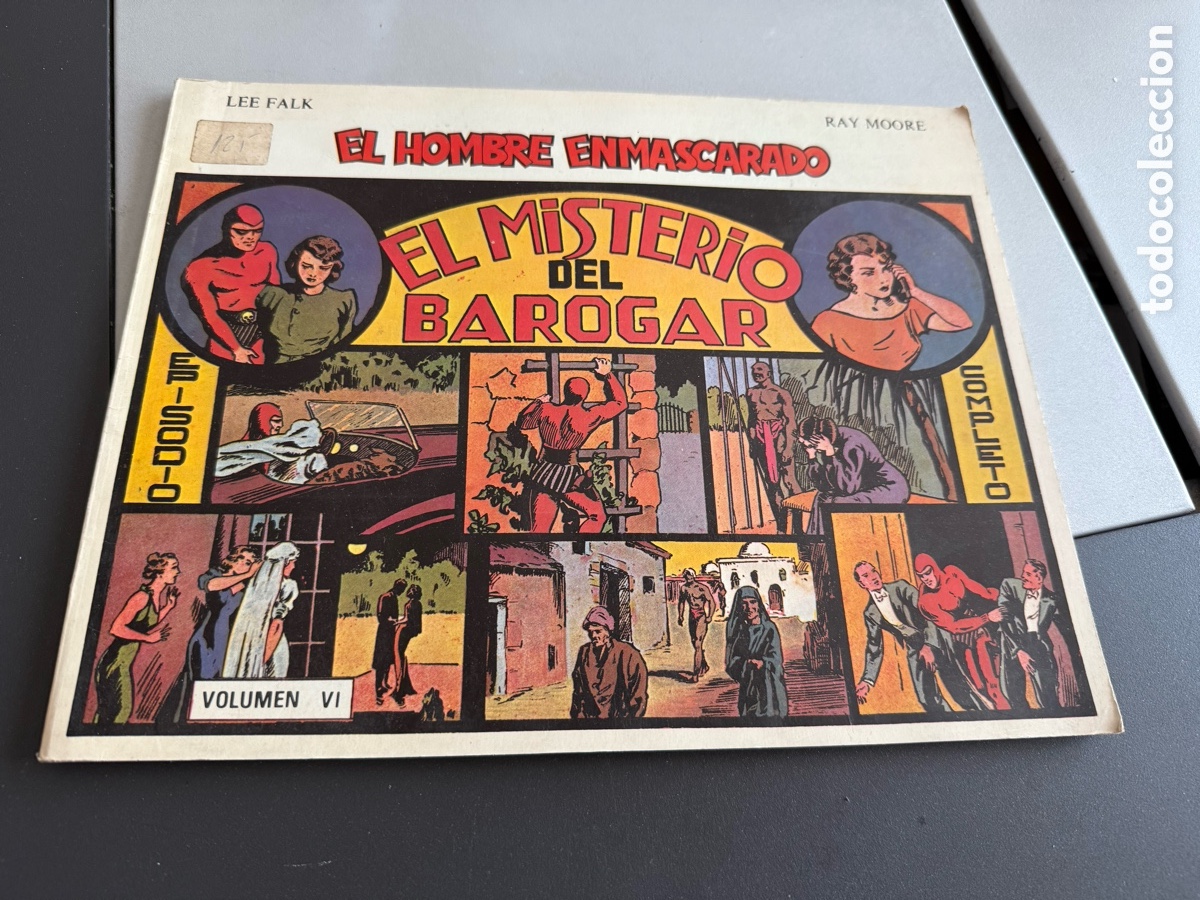 LEE FALK
RAY MOORE
EL HOMBRE ENMASCARADO
EL MiSTERiO
DEL
BAROGAR
EPISODIO
COMPLETO
VOLUMEN VI
todocoleccion